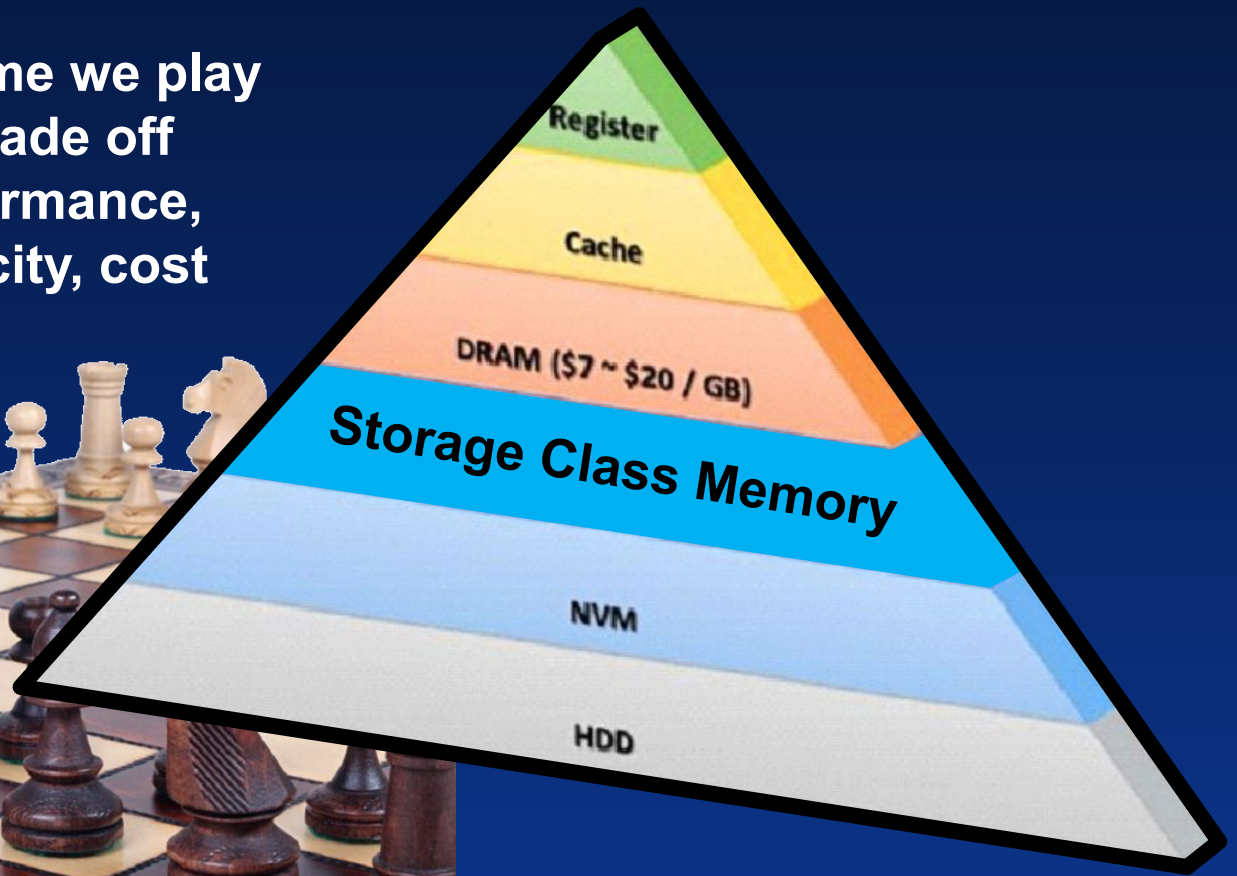 me we play
ade off
rmance,
city, cost
Register
Cache
DRAM ($7 ~ $20 / GB)
Storage Class Memory
NVM
HDD